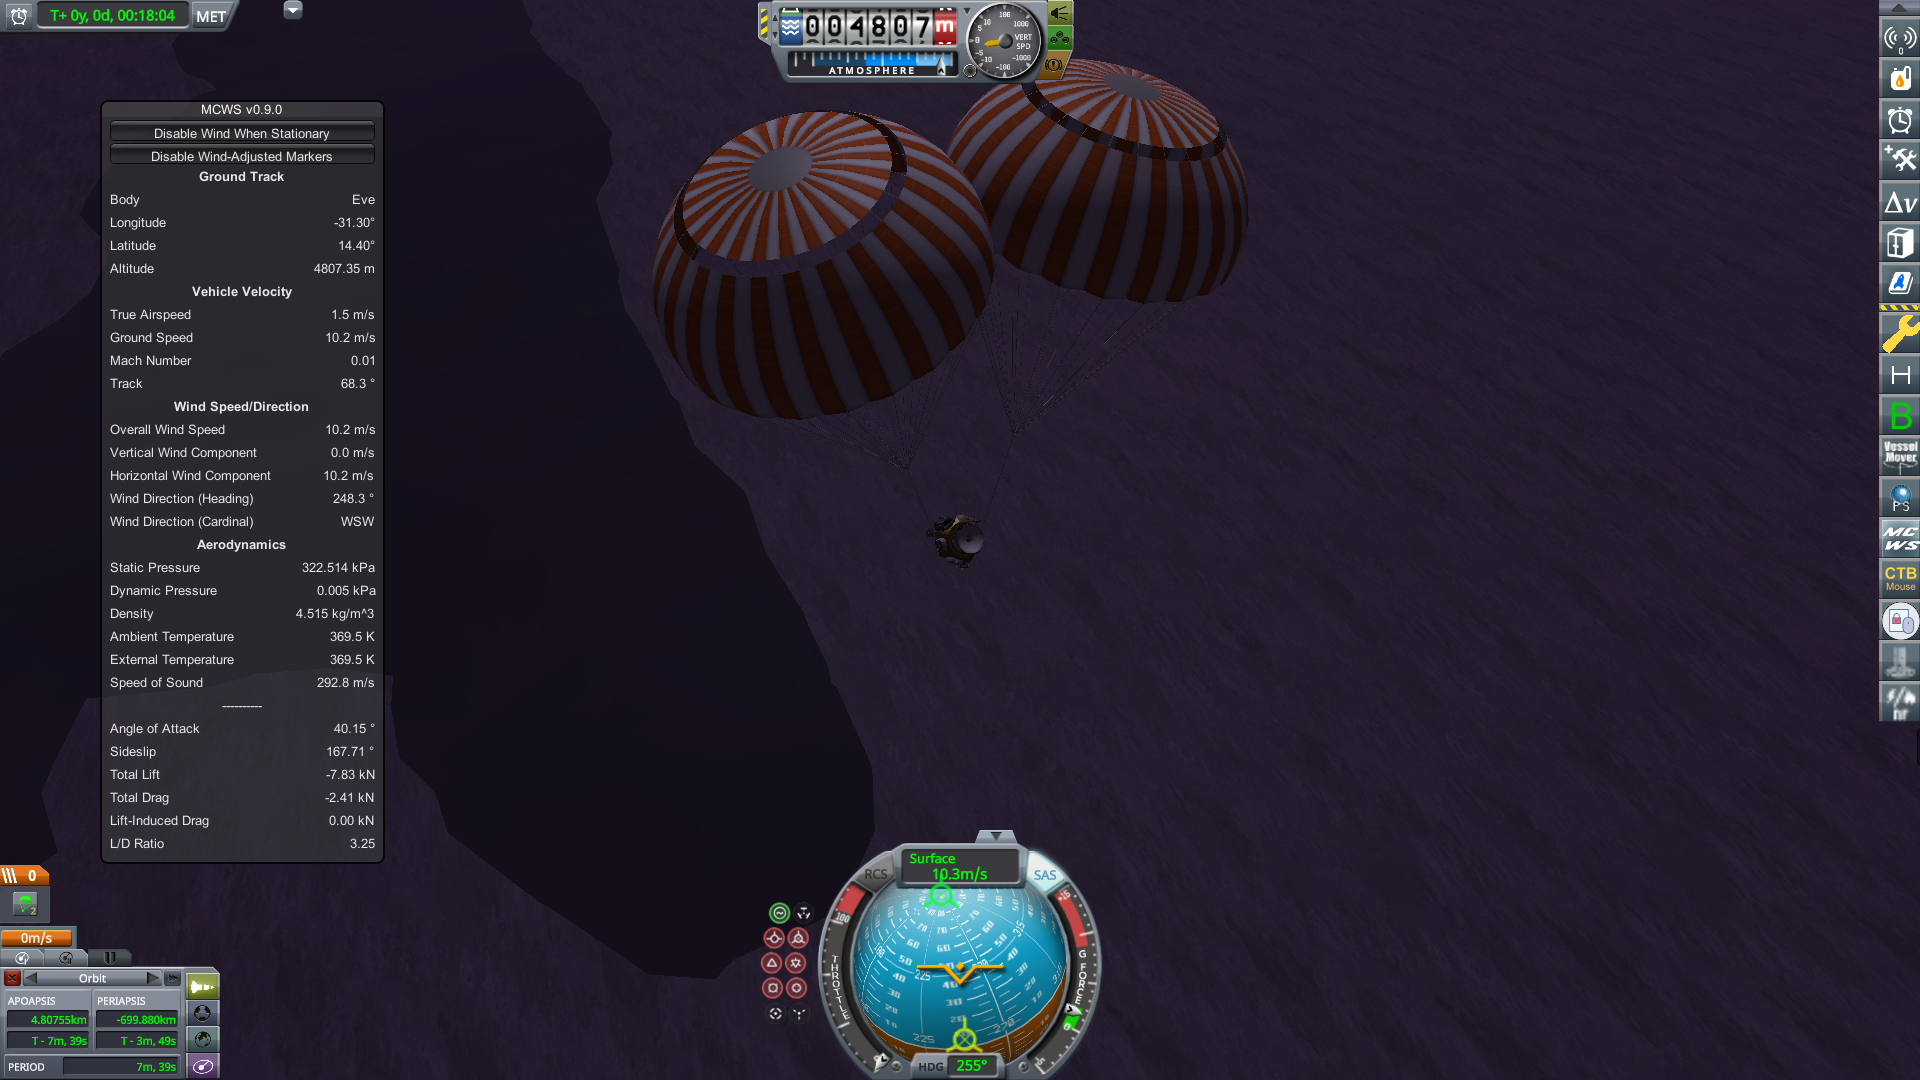 T+ 0y, 0d, 00:18:04
MET
004807 m
ATMOSPHERE
VERT
SPD
MCWS v0.9.0
Disable Wind When Stationary
Disable Wind-Adjusted Markers
Ground Track
Body Eve
Longitude -31.30°
Latitude 14.40°
Altitude 4807.35 m
Vehicle Velocity
True Airspeed 1.5 m/s
Ground Speed 10.2 m/s
Mach Number 0.01
Track 68.3 °
Wind Speed/Direction
Overall Wind Speed 10.2 m/s
Vertical Wind Component 0.0 m/s
Horizontal Wind Component 10.2 m/s
Wind Direction (Heading) 248.3 °
Wind Direction (Cardinal) WSW
Aerodynamics
Static Pressure 322.514 kPa
Dynamic Pressure 0.005 kPa
Density 4.515 kg/m^3
Ambient Temperature 369.5 K
External Temperature 369.5 K
Speed of Sound 292.8 m/s
----------
Angle of Attack 40.15 °
Sideslip 167.71 °
Total Lift -7.83 kN
Total Drag -2.41 kN
Lift-Induced Drag 0.00 kN
L/D Ratio 3.25
0
Δv
H
B
Vessel
Mover
PS
MC
WS
CTB
Mouse
0
2
0m/s
Orbit
APOAPSIS PERIAPSIS
4.80755km -699.880km
T - 7m, 39s T - 3m, 49s
PERIOD 7m, 39s
Surface
10.3m/s
RCS
SAS
THROTTLE
G FORCE
HDG 255°